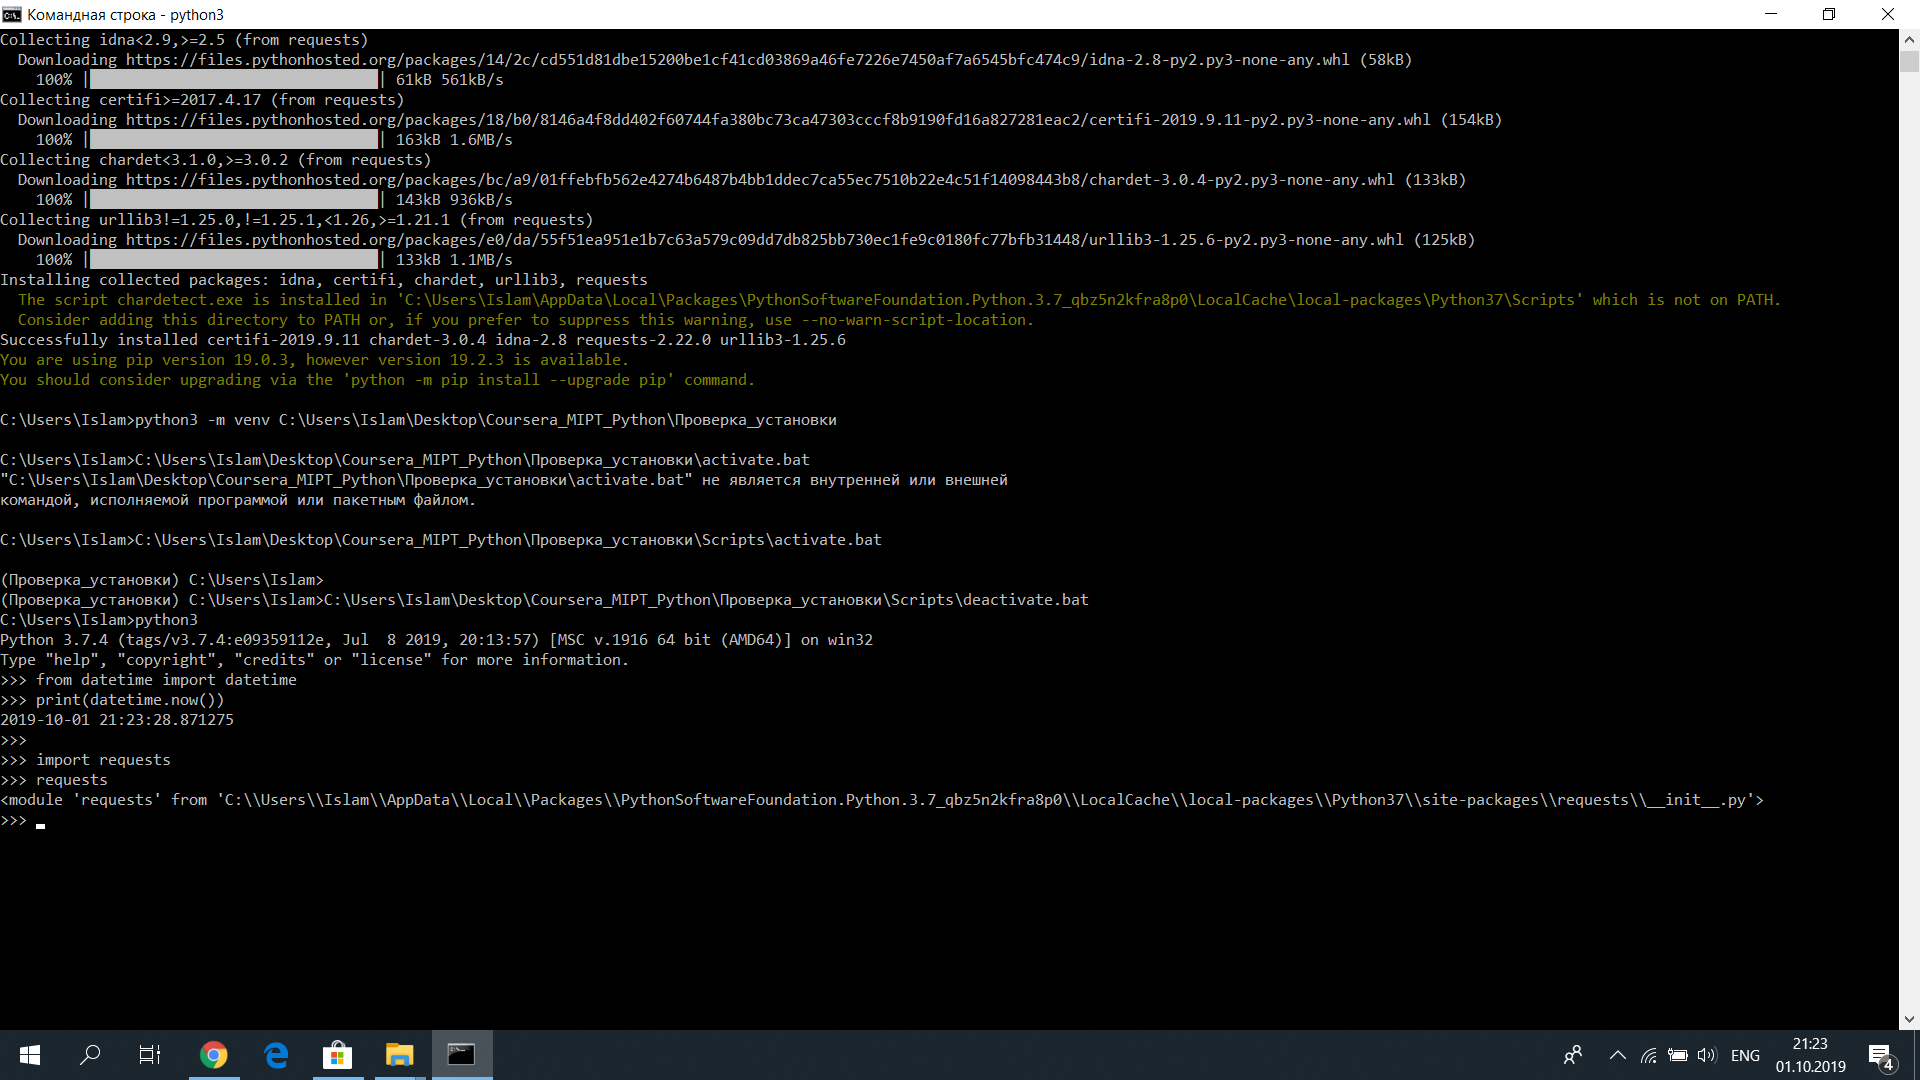 Командная строка - python3
Collecting idna<2.9,>=2.5 (from requests)
  Downloading https://files.pythonhosted.org/packages/14/2c/cd551d81dbe15200be1cf41cd03869a46fe7226e7450af7a6545bfc474c9/idna-2.8-py2.py3-none-any.whl (58kB)
    100% |████████████████████████████████| 61kB 561kB/s
Collecting certifi>=2017.4.17 (from requests)
  Downloading https://files.pythonhosted.org/packages/18/b0/8146a4f8dd402f60744fa380bc73ca47303cccf8b9190fd16a827281eac2/certifi-2019.9.11-py2.py3-none-any.whl (154kB)
    100% |████████████████████████████████| 163kB 1.6MB/s
Collecting chardet<3.1.0,>=3.0.2 (from requests)
  Downloading https://files.pythonhosted.org/packages/bc/a9/01ffebfb562e4274b6487b4bb1ddec7ca55ec7510b22e4c51f14098443b8/chardet-3.0.4-py2.py3-none-any.whl (133kB)
    100% |████████████████████████████████| 143kB 936kB/s
Collecting urllib3!=1.25.0,!=1.25.1,<1.26,>=1.21.1 (from requests)
  Downloading https://files.pythonhosted.org/packages/e0/da/55f51ea951e1b7c63a579c09dd7db825bb730ec1fe9c0180fc77bfb31448/urllib3-1.25.6-py2.py3-none-any.whl (125kB)
    100% |████████████████████████████████| 133kB 1.1MB/s
Installing collected packages: idna, certifi, chardet, urllib3, requests
  The script chardetect.exe is installed in 'C:\Users\Islam\AppData\Local\Packages\PythonSoftwareFoundation.Python.3.7_qbz5n2kfra8p0\LocalCache\local-packages\Python37\Scripts' which is not on PATH.
  Consider adding this directory to PATH or, if you prefer to suppress this warning, use --no-warn-script-location.
Successfully installed certifi-2019.9.11 chardet-3.0.4 idna-2.8 requests-2.22.0 urllib3-1.25.6
You are using pip version 19.0.3, however version 19.2.3 is available.
You should consider upgrading via the 'python -m pip install --upgrade pip' command.
C:\Users\Islam>python3 -m venv C:\Users\Islam\Desktop\Coursera_MIPT_Python\Проверка_установки
C:\Users\Islam>C:\Users\Islam\Desktop\Coursera_MIPT_Python\Проверка_установки\activate.bat
"C:\Users\Islam\Desktop\Coursera_MIPT_Python\Проверка_установки\activate.bat" не является внутренней или внешней
командой, исполняемой программой или пакетным файлом.
C:\Users\Islam>C:\Users\Islam\Desktop\Coursera_MIPT_Python\Проверка_установки\Scripts\activate.bat
(Проверка_установки) C:\Users\Islam>
(Проверка_установки) C:\Users\Islam>C:\Users\Islam\Desktop\Coursera_MIPT_Python\Проверка_установки\Scripts\deactivate.bat
C:\Users\Islam>python3
Python 3.7.4 (tags/v3.7.4:e09359112e, Jul  8 2019, 20:13:57) [MSC v.1916 64 bit (AMD64)] on win32
Type "help", "copyright", "credits" or "license" for more information.
>>> from datetime import datetime
>>> print(datetime.now())
2019-10-01 21:23:28.871275
>>>
>>> import requests
>>> requests
<module 'requests' from 'C:\\Users\\Islam\\AppData\\Local\\Packages\\PythonSoftwareFoundation.Python.3.7_qbz5n2kfra8p0\\LocalCache\\local-packages\\Python37\\site-packages\\requests\\__init__.py'>
>>>
ENG
21:23
01.10.2019
4